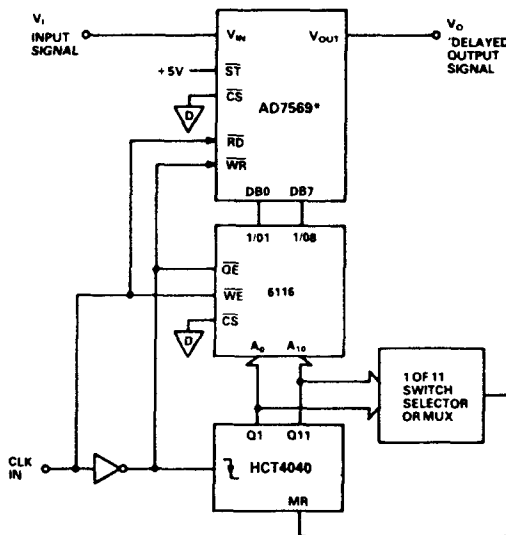 V_I
INPUT
SIGNAL
V_IN
V_OUT
V_O
'DELAYED
OUTPUT
SIGNAL
+5V
ST
CS
D
AD7569*
RD
WR
DB0 DB7
1/01 1/08
OE
WE
CS
D
6116
A_0 A_10
1 OF 11
SWITCH
SELECTOR
OR MUX
Q1 Q11
CLK
IN
HCT4040
MR